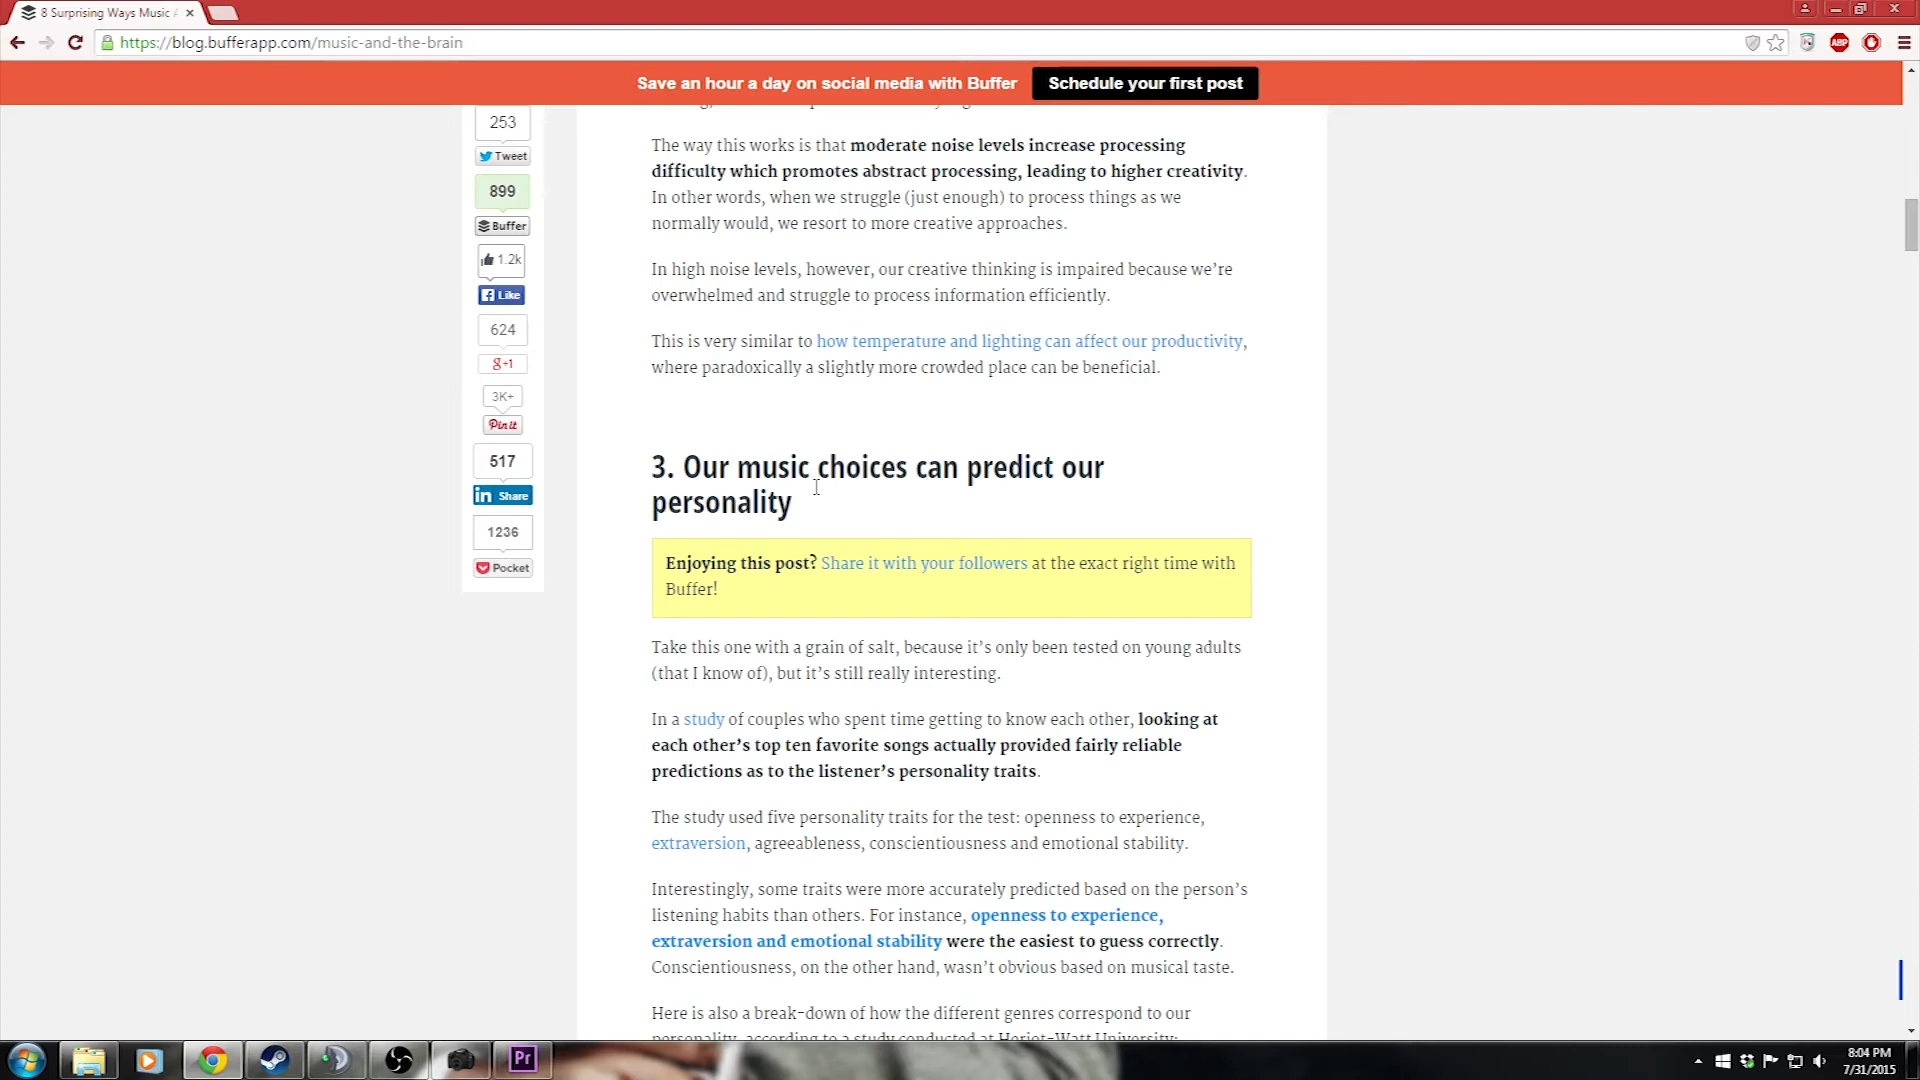 8 Surprising Ways Music
https://blog.bufferapp.com/music-and-the-brain
ABP
Save an hour a day on social media with Buffer
Schedule your first post
253
Tweet
899
Buffer
1.2k
Like
624
g+1
3K+
Pin it
517
in Share
1236
Pocket
The way this works is that moderate noise levels increase processing
difficulty which promotes abstract processing, leading to higher creativity.
In other words, when we struggle (just enough) to process things as we
normally would, we resort to more creative approaches.
In high noise levels, however, our creative thinking is impaired because we’re
overwhelmed and struggle to process information efficiently.
This is very similar to how temperature and lighting can affect our productivity,
where paradoxically a slightly more crowded place can be beneficial.
3. Our music choices can predict our
personality
Enjoying this post? Share it with your followers at the exact right time with
Buffer!
Take this one with a grain of salt, because it’s only been tested on young adults
(that I know of), but it’s still really interesting.
In a study of couples who spent time getting to know each other, looking at
each other’s top ten favorite songs actually provided fairly reliable
predictions as to the listener’s personality traits.
The study used five personality traits for the test: openness to experience,
extraversion, agreeableness, conscientiousness and emotional stability.
Interestingly, some traits were more accurately predicted based on the person’s
listening habits than others. For instance, openness to experience,
extraversion and emotional stability were the easiest to guess correctly.
Conscientiousness, on the other hand, wasn’t obvious based on musical taste.
Here is also a break-down of how the different genres correspond to our
personality, according to a study conducted at Heriot-Watt University:
Pr
8:04 PM
7/31/2015